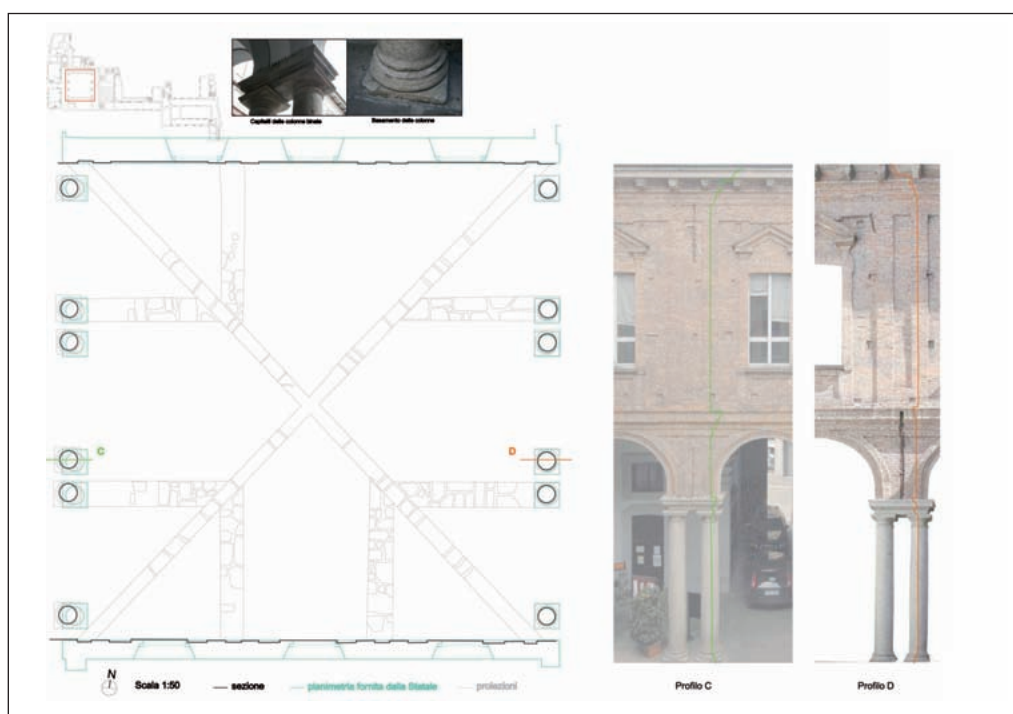 Capitelli delle colonne binate
Basamento delle colonne
C
D
N
Scala 1:50
sezione
planimetria fornita dalla Statale
proiezioni
Profilo C
Profilo D